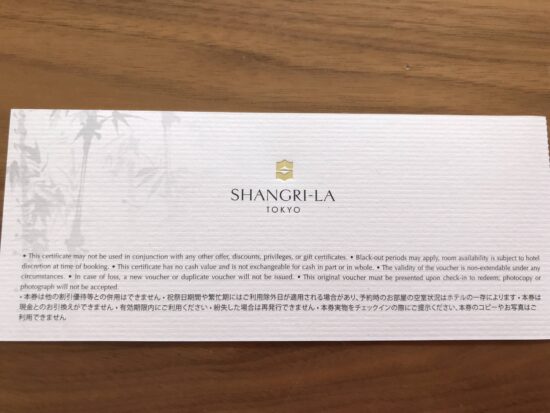 SHANGRI-LA
TOKYO
• This certificate may not be used in conjunction with any other offer, discounts, privileges, or gift certificates. • Black-out periods may apply, room availability is subject to hotel
discretion at time of booking. • This certificate has no cash value and is not exchangeable for cash in part or in whole. • The validity of the voucher is non-extendable under any
circumstances. • In case of loss, a new voucher or duplicate voucher will not be issued. • This original voucher must be presented upon check-in to redeem; photocopy or
photograph will not be accepted.
・本券は他の割引優待等との併用はできません・祝祭日期間や繁忙期にはご利用除外日が適用される場合があり、予約時のお部屋の空室状況はホテルの一存によります・本券は
現金とのお引換えができません・有効期限内にご利用ください・紛失した場合は再発行できません・本券実物をチェックインの際にご提示ください、本券のコピーやお写真はご
利用できません